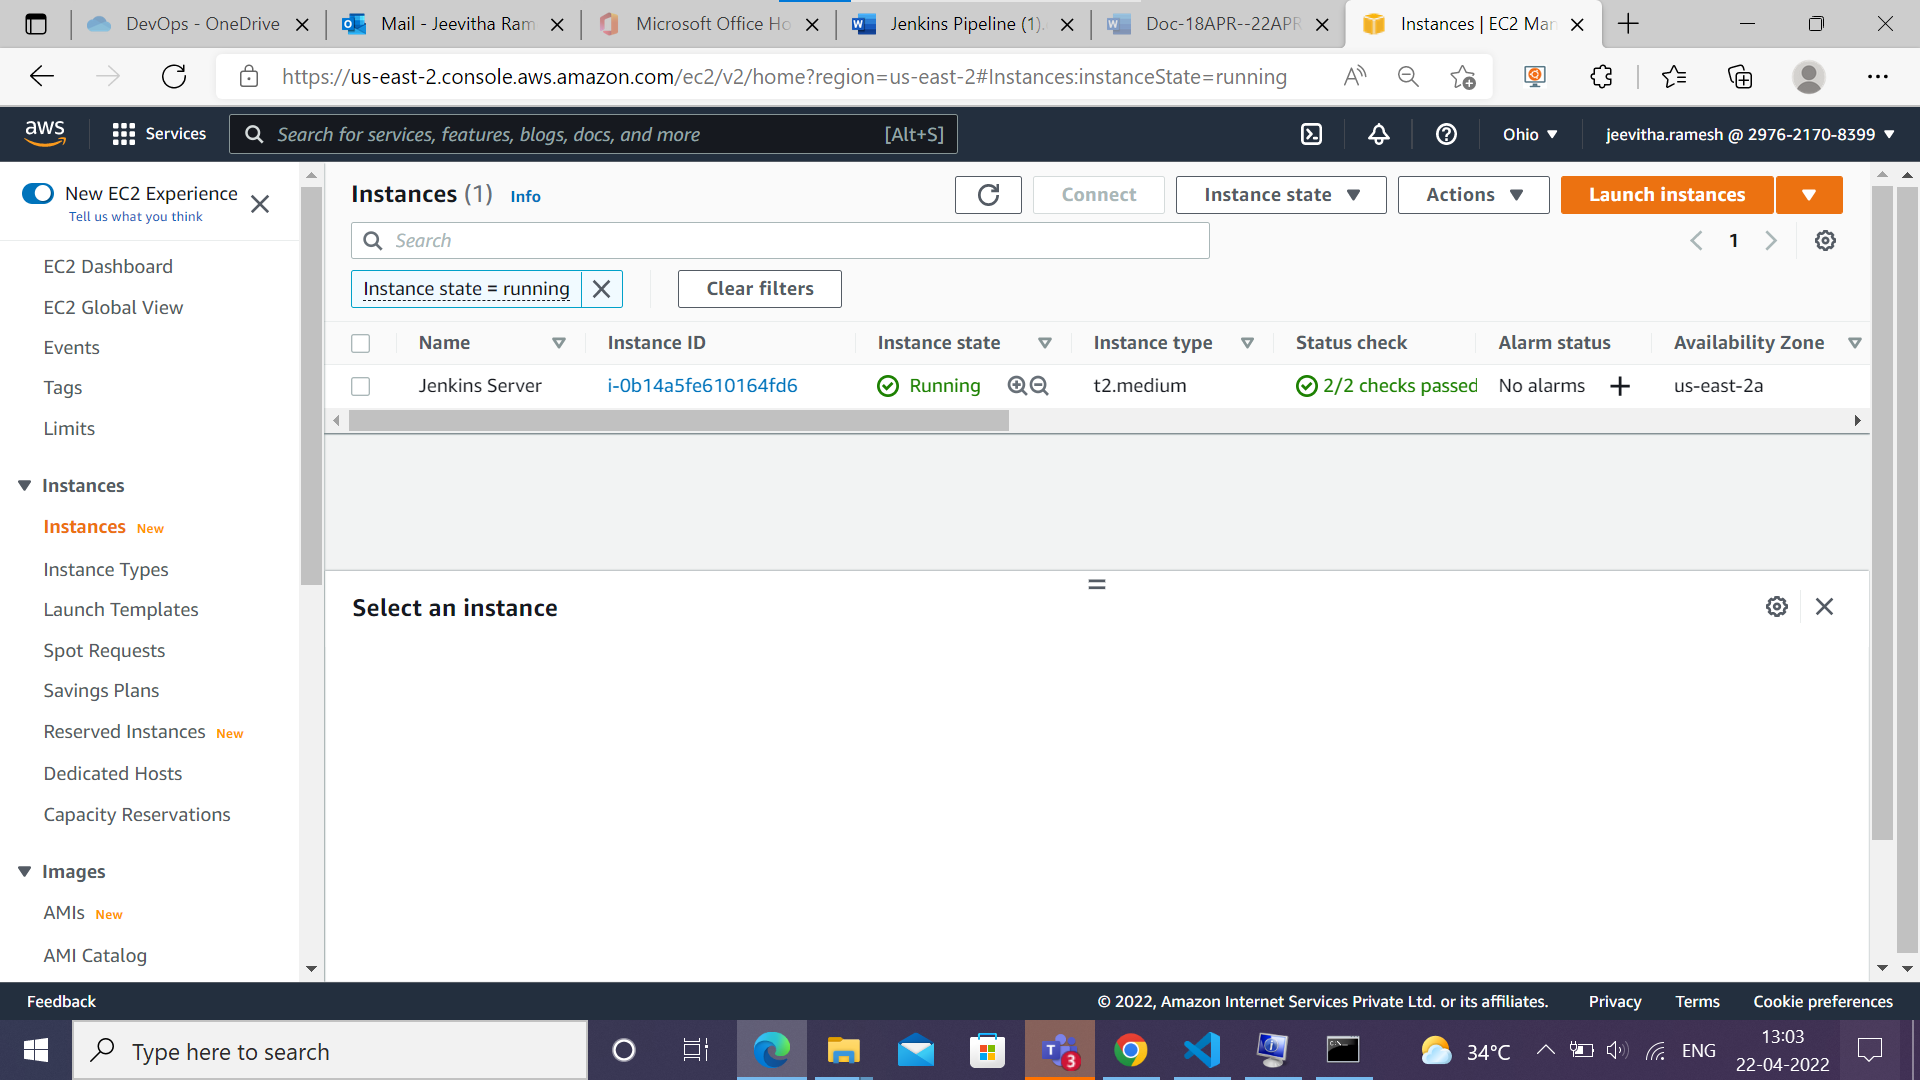 DevOps - OneDrive
Mail - Jeevitha Ram
Microsoft Office Ho
Jenkins Pipeline (1).
Doc-18APR--22APR
Instances | EC2 Man
https://us-east-2.console.aws.amazon.com/ec2/v2/home?region=us-east-2#Instances:instanceState=running
aws
Services
Search for services, features, blogs, docs, and more
[Alt+S]
Ohio
jeevitha.ramesh @ 2976-2170-8399
New EC2 Experience
Tell us what you think
EC2 Dashboard
EC2 Global View
Events
Tags
Limits
Instances
Instances New
Instance Types
Launch Templates
Spot Requests
Savings Plans
Reserved Instances New
Dedicated Hosts
Capacity Reservations
Images
AMIs New
AMI Catalog
Instances (1) Info
Connect
Instance state
Actions
Launch instances
Search
1
Instance state = running
Clear filters
Name Instance ID Instance state Instance type Status check Alarm status Availability Zone
Jenkins Server i-0b14a5fe610164fd6 Running t2.medium 2/2 checks passed No alarms us-east-2a
Select an instance
Feedback
© 2022, Amazon Internet Services Private Ltd. or its affiliates.
Privacy
Terms
Cookie preferences
Type here to search
3
34°C
ENG
13:03
22-04-2022